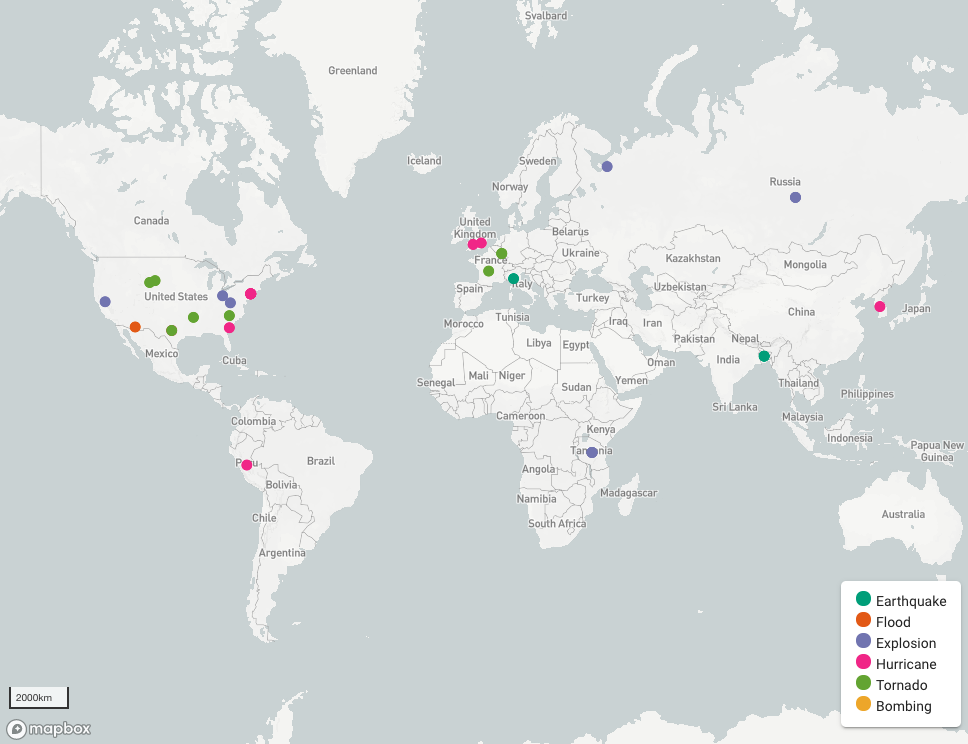 Svalbard
Greenland
Iceland
Sweden
Norway
Russia
Canada
United
Kingdom
Belarus
Ukraine
France
Kazakhstan
Mongolia
Italy
Spain
Uzbekistan
United States
Turkey
Japan
China
Tunisia
Morocco
Iraq
Iran
Pakistan
Nepal
Libya
Egypt
Mexico
Cuba
Oman
India
Senegal
Mali
Niger
Sudan
Yemen
Thailand
Philippines
Sri Lanka
Cameroon
Malaysia
Colombia
Kenya
Indonesia
Papua New
Guinea
Tanzania
Peru
Brazil
Angola
Bolivia
Namibia
Madagascar
Chile
South Africa
Australia
Argentina
Earthquake
Flood
Explosion
Hurricane
Tornado
Bombing
2000km
mapbox